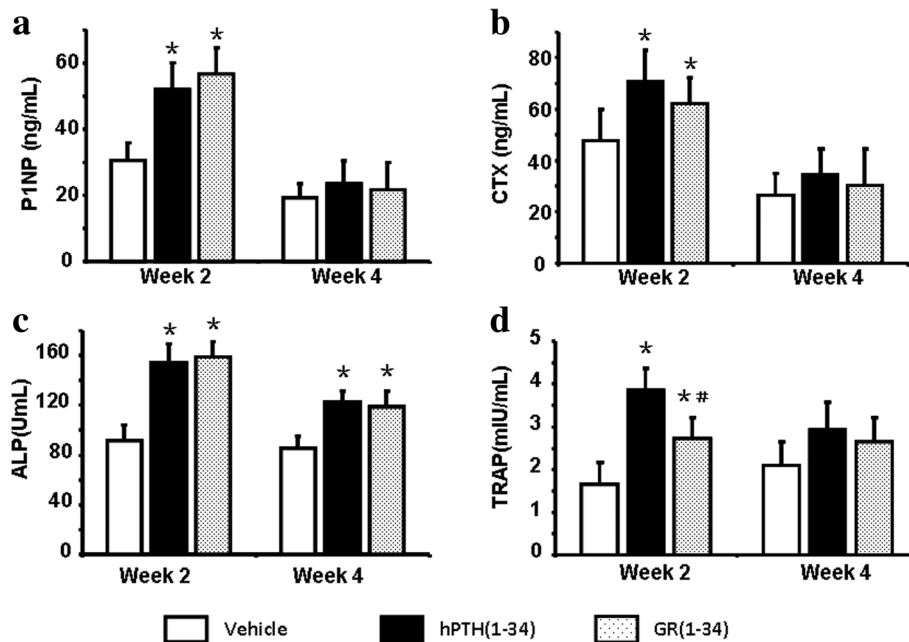 a
P1NP (ng/mL)
60
40
20
0
* *
Week 2 Week 4
b
CTX (ng/mL)
100
80
60
40
20
0
* *
Week 2 Week 4
c
ALP(UmL)
160
120
80
40
0
* * * *
Week 2 Week 4
d
TRAP(mIU/mL)
5
4
3
2
1
0
* * #
Week 2 Week 4
Vehicle hPTH(1-34) GR(1-34)